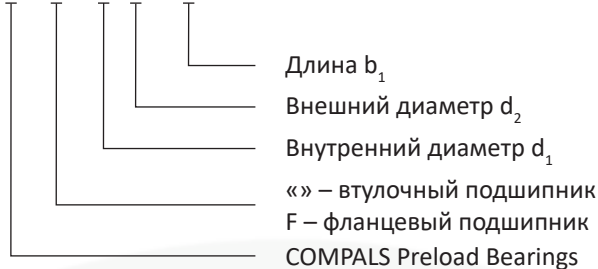 Длина b₁
Внешний диаметр d₂
Внутренний диаметр d₁
«» – втулочный подшипник
F – фланцевый подшипник
COMPALS Preload Bearings